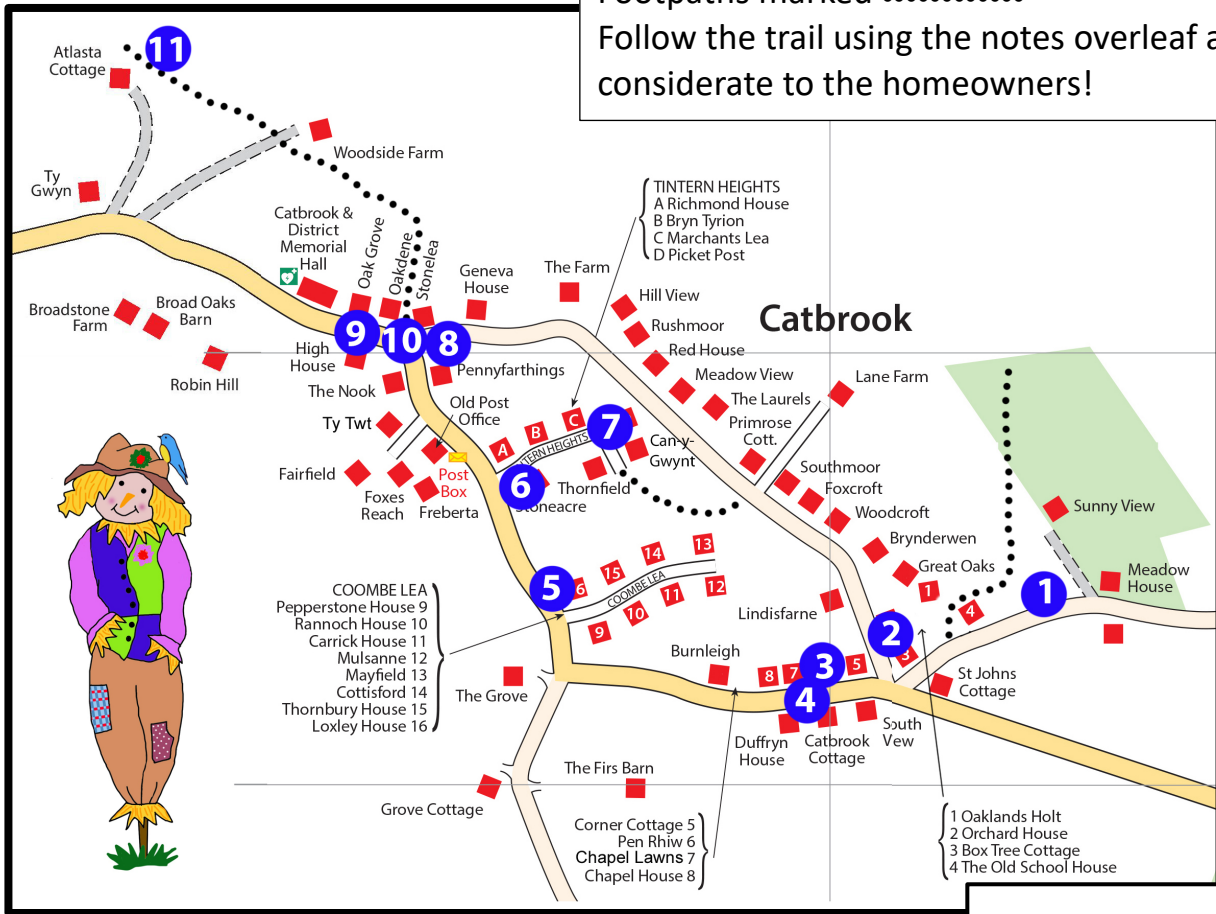 Footpaths marked
Follow the trail using the notes overleaf a
considerate to the homeowners!
11
Atlasta
Cottage
Woodside Farm
Ty
Gwyn
TINTERN HEIGHTS
A Richmond House
B Bryn Tyrion
C Marchants Lea
D Picket Post
Catbrook &
District
Memorial
Hall
Oak Grove
Oakdene
Stonelea
Geneva
House
The Farm
Hill View
Rushmoor
Red House
Meadow View
The Laurels
Primrose
Cott.
Catbrook
Lane Farm
Broadstone
Farm
Broad Oaks
Barn
Robin Hill
9
10
8
High
House
The Nook
Pennyfarthings
Ty Twt
Old Post
Office
A
B
C
7
NTERN HEIGHTS
Can-y-
Gwynt
6
Thornfield
Stoneacre
Fairfield
Foxes
Reach
Post
Box
Freberta
Southmoor
Foxcroft
Woodcroft
Brynderwen
Great Oaks
Sunny View
Meadow
House
1
1
4
2
3
Lindisfarne
5
6
15
14
13
COOMBE LEA
9
10
11
12
COOMBE LEA
Pepperstone House 9
Rannoch House 10
Carrick House 11
Mulsanne 12
Mayfield 13
Cottisford 14
Thornbury House 15
Loxley House 16
The Grove
Burnleigh
8
7
3
5
4
St Johns
Cottage
Duffryn
House
Catbrook
Cottage
South
Vew
Grove Cottage
The Firs Barn
Corner Cottage 5
Pen Rhiw 6
Chapel Lawns 7
Chapel House 8
1 Oaklands Holt
2 Orchard House
3 Box Tree Cottage
4 The Old School House